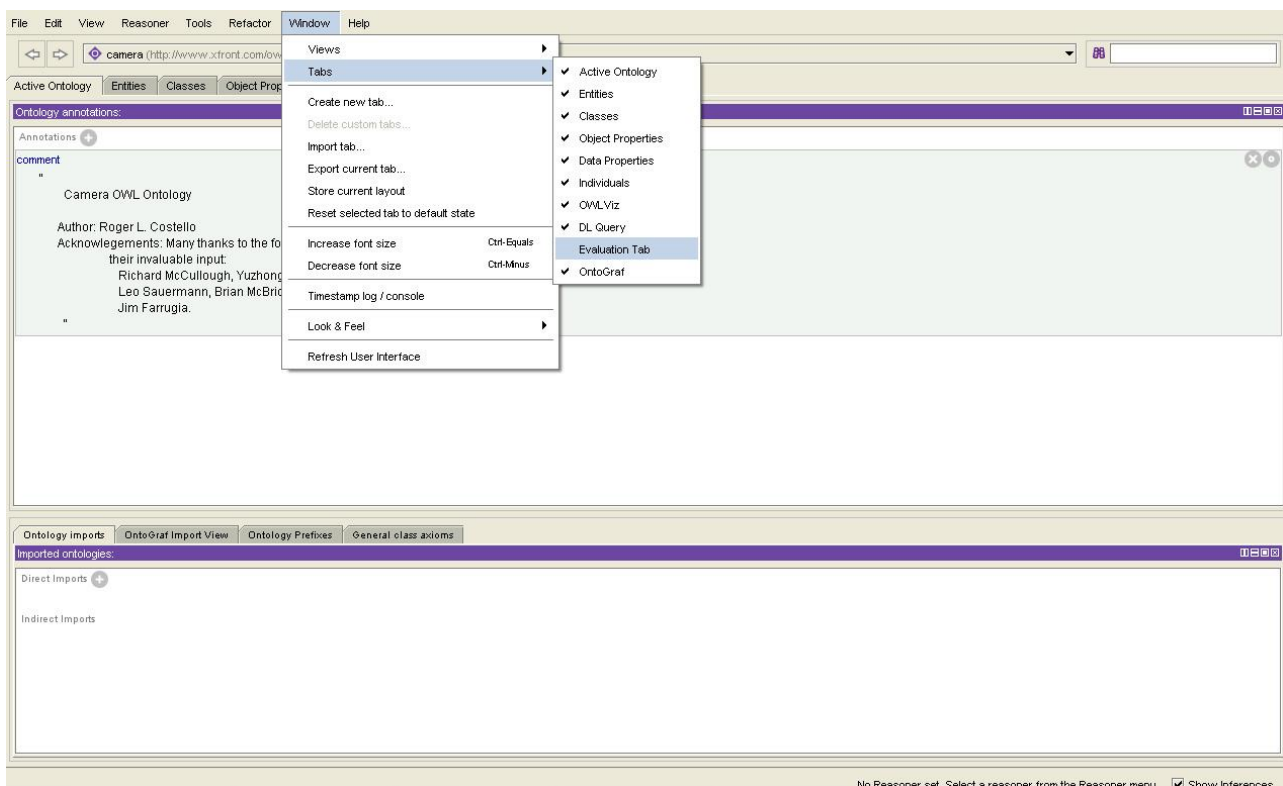 File Edit View Reasoner Tools Refactor Window Help
camera (http://www.xfront.com/ow
Active Ontology Entities Classes Object Prop
Ontology annotations:
Annotations
comment
"
Camera OWL Ontology
Author: Roger L. Costello
Acknowlegements: Many thanks to the fo
their invaluable input:
Richard McCullough, Yuzhong
Leo Sauermann, Brian McBrid
Jim Farrugia.
"
Views
Tabs
Create new tab...
Delete custom tabs...
Import tab...
Export current tab...
Store current layout
Reset selected tab to default state
Increase font size Ctrl-Equals
Decrease font size Ctrl-Minus
Timestamp log / console
Look & Feel
Refresh User Interface
Active Ontology
Entities
Classes
Object Properties
Data Properties
Individuals
OWLViz
DL Query
Evaluation Tab
OntoGraf
Ontology imports OntoGraf Import View Ontology Prefixes General class axioms
Imported ontologies:
Direct Imports
Indirect Imports
No Reasoner set. Select a reasoner from the Reasoner menu Show Inferences